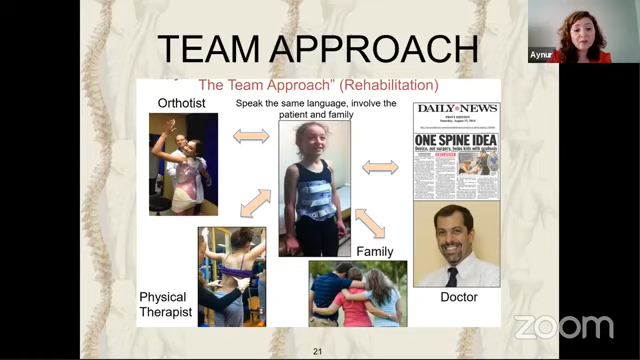 TEAM APPROACH
The Team Approach" (Rehabilitation)
Orthotist
Speak the same language, involve the
patient and family
DAILY NEWS
ONE SPINE IDEA
Family
Physical
Therapist
Doctor
21
Aynur
zoom